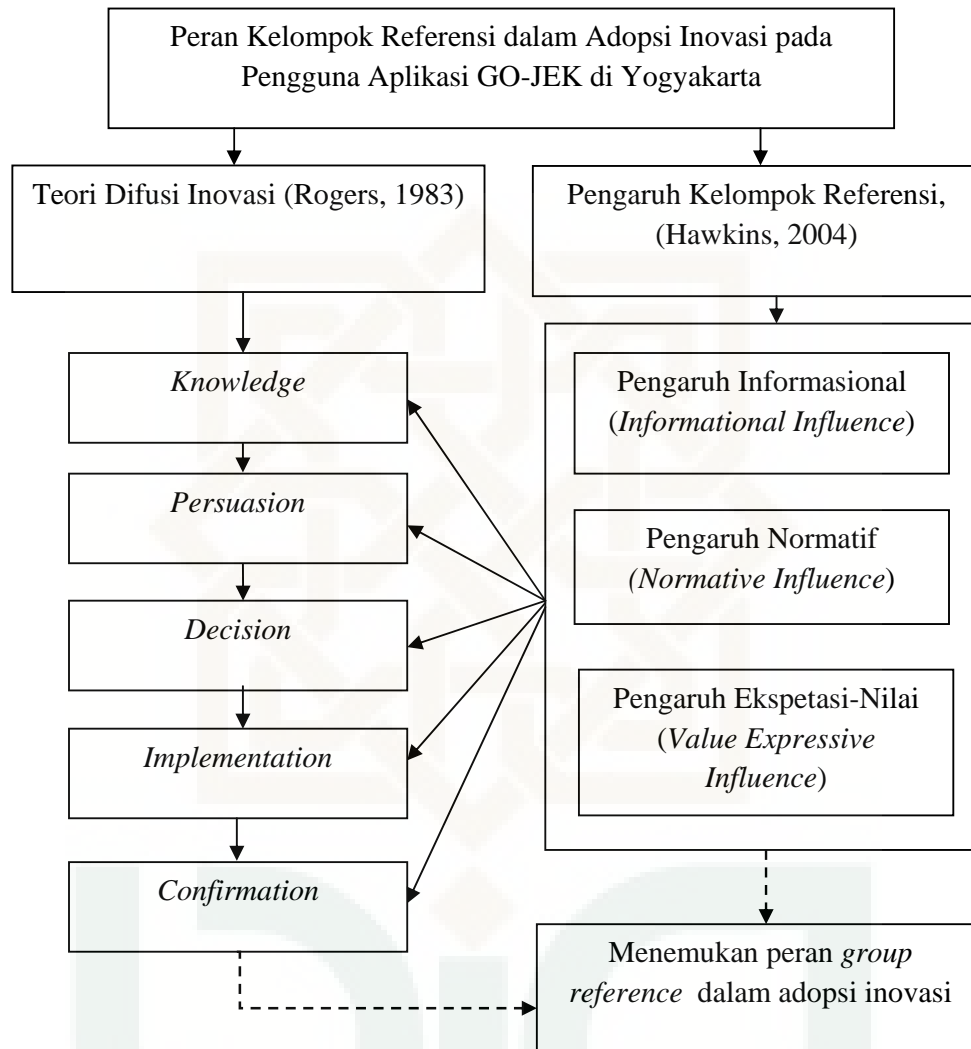 Peran Kelompok Referensi dalam Adopsi Inovasi pada
Pengguna Aplikasi GO-JEK di Yogyakarta
Teori Difusi Inovasi (Rogers, 1983)
Pengaruh Kelompok Referensi,
(Hawkins, 2004)
Knowledge
Persuasion
Decision
Implementation
Confirmation
Pengaruh Informasional
(Informational Influence)
Pengaruh Normatif
(Normative Influence)
Pengaruh Ekspetasi-Nilai
(Value Expressive
Influence)
Menemukan peran group
reference dalam adopsi inovasi